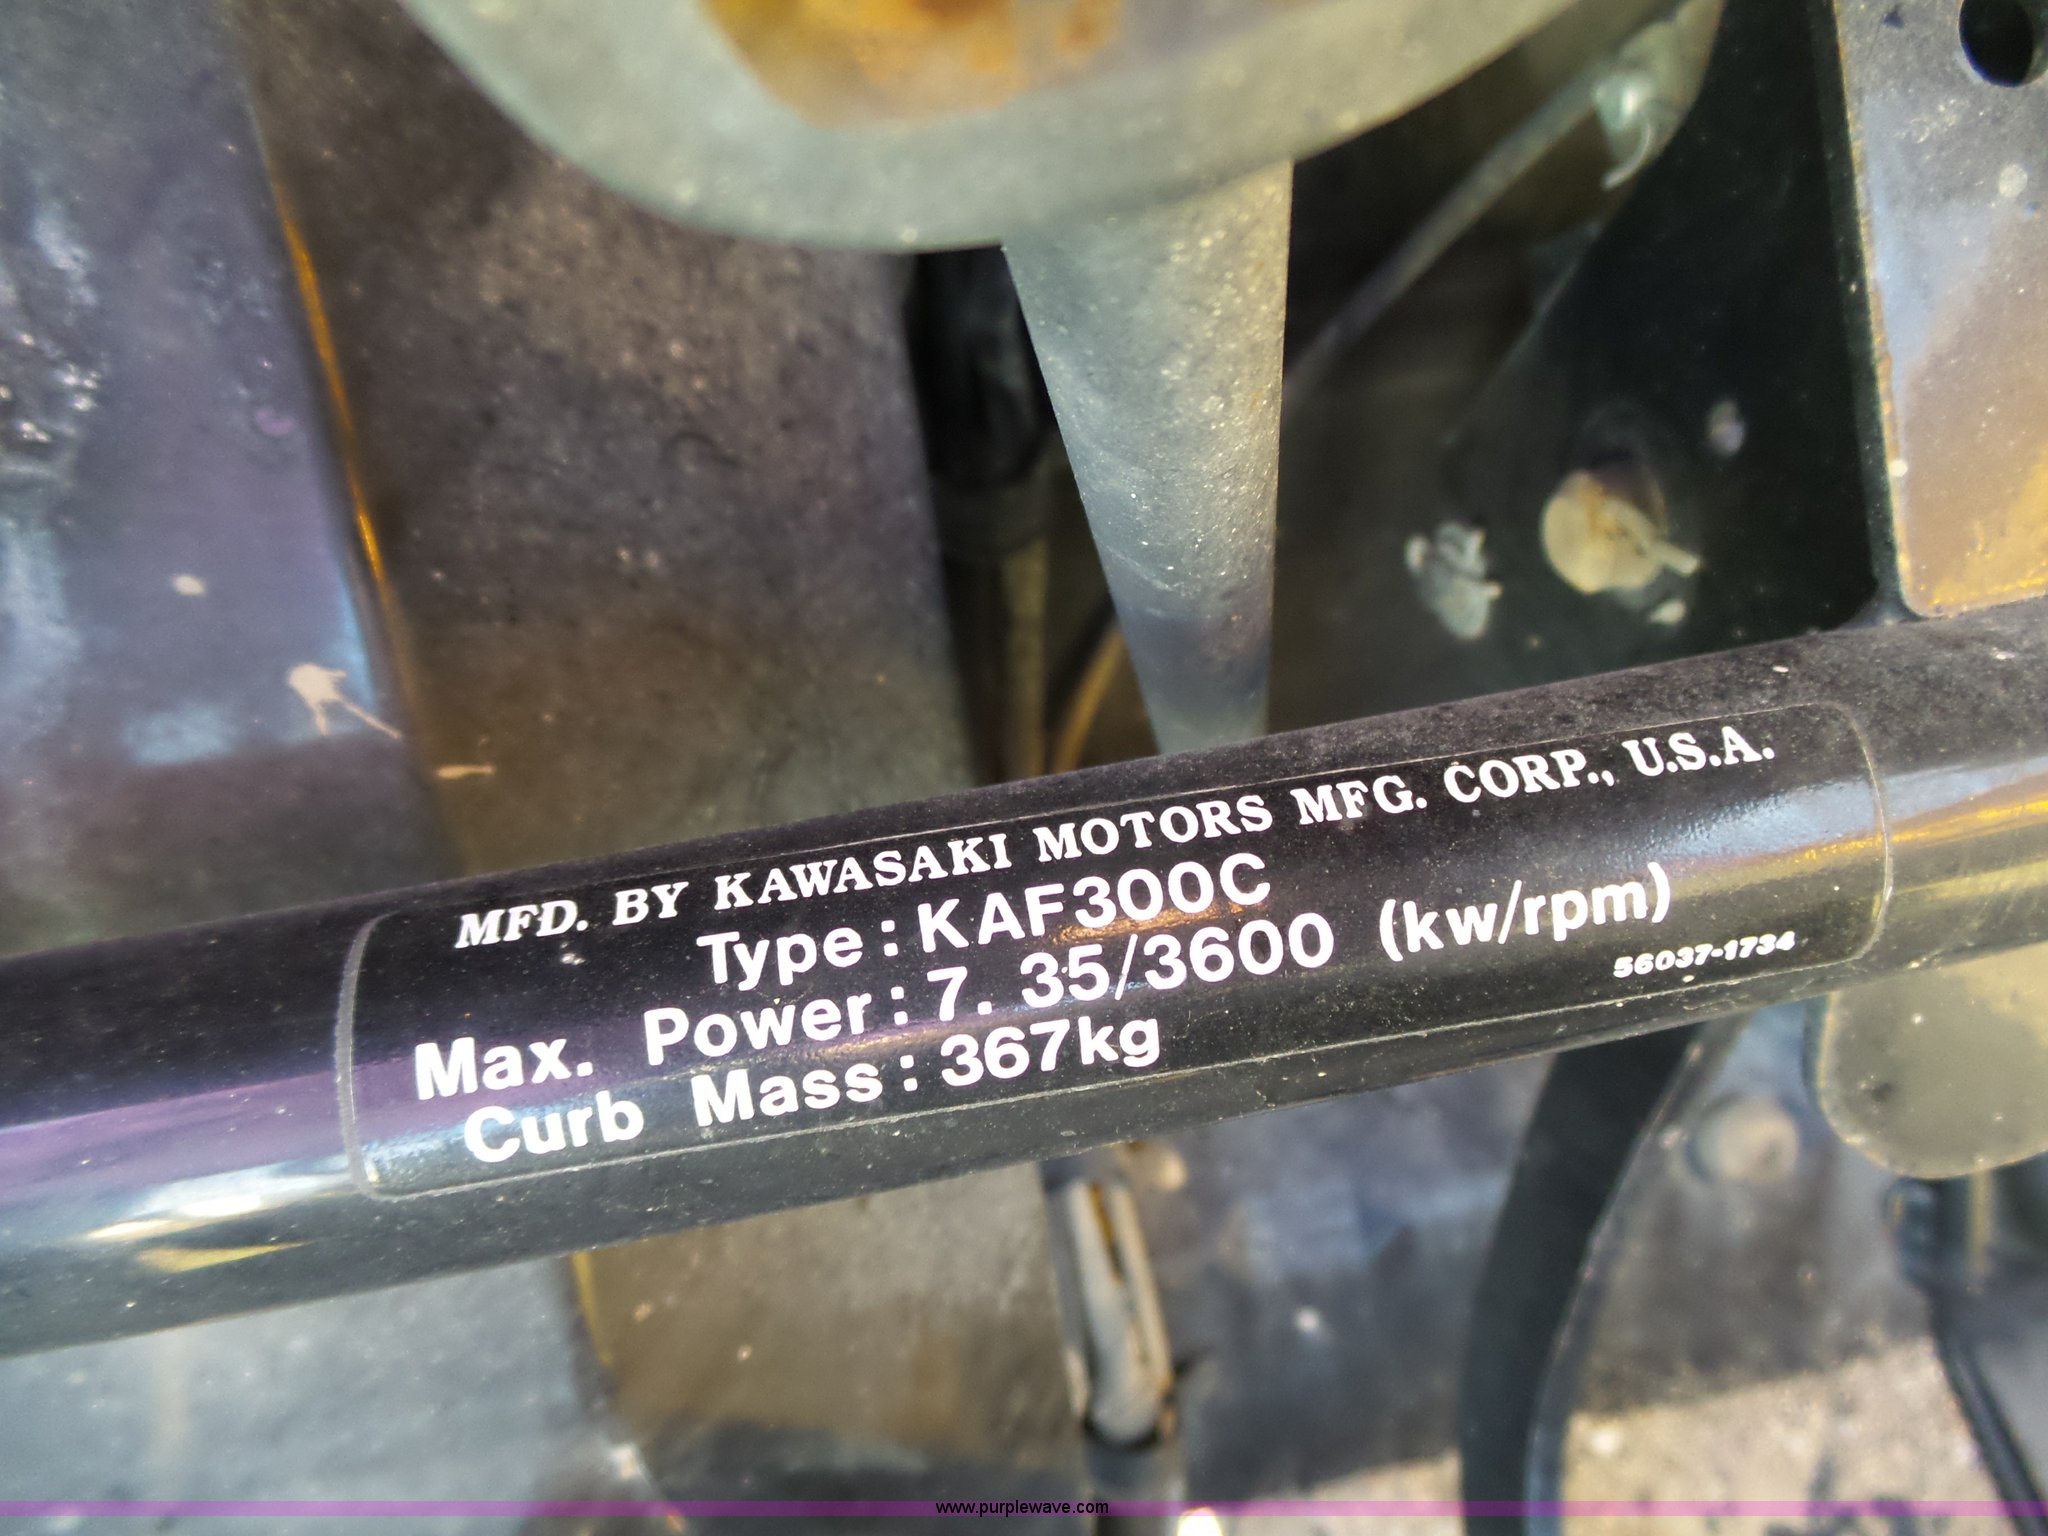 MFD. BY KAWASAKI MOTORS MFG. CORP., U.S.A.
Type : KAF300C
Max. Power : 7. 35/3600 (kw/rpm)
Curb Mass : 367kg
56037-1734
www.purplewave.com